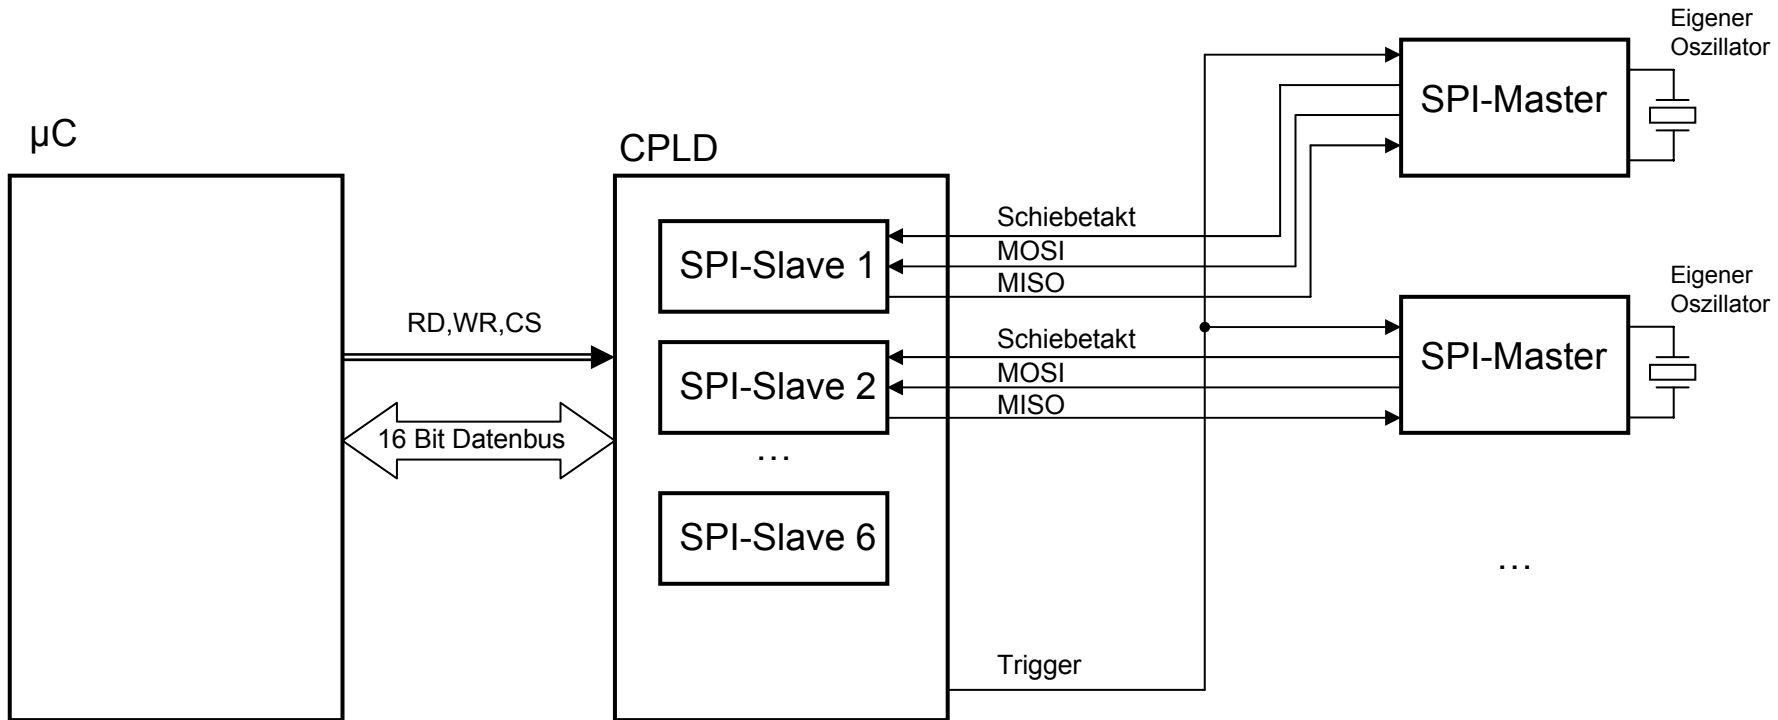 µC
RD,WR,CS
16 Bit Datenbus
CPLD
SPI-Slave 1
SPI-Slave 2
...
SPI-Slave 6
Schiebetakt
MOSI
MISO
Schiebetakt
MOSI
MISO
Trigger
SPI-Master
Eigener
Oszillator
SPI-Master
Eigener
Oszillator
...